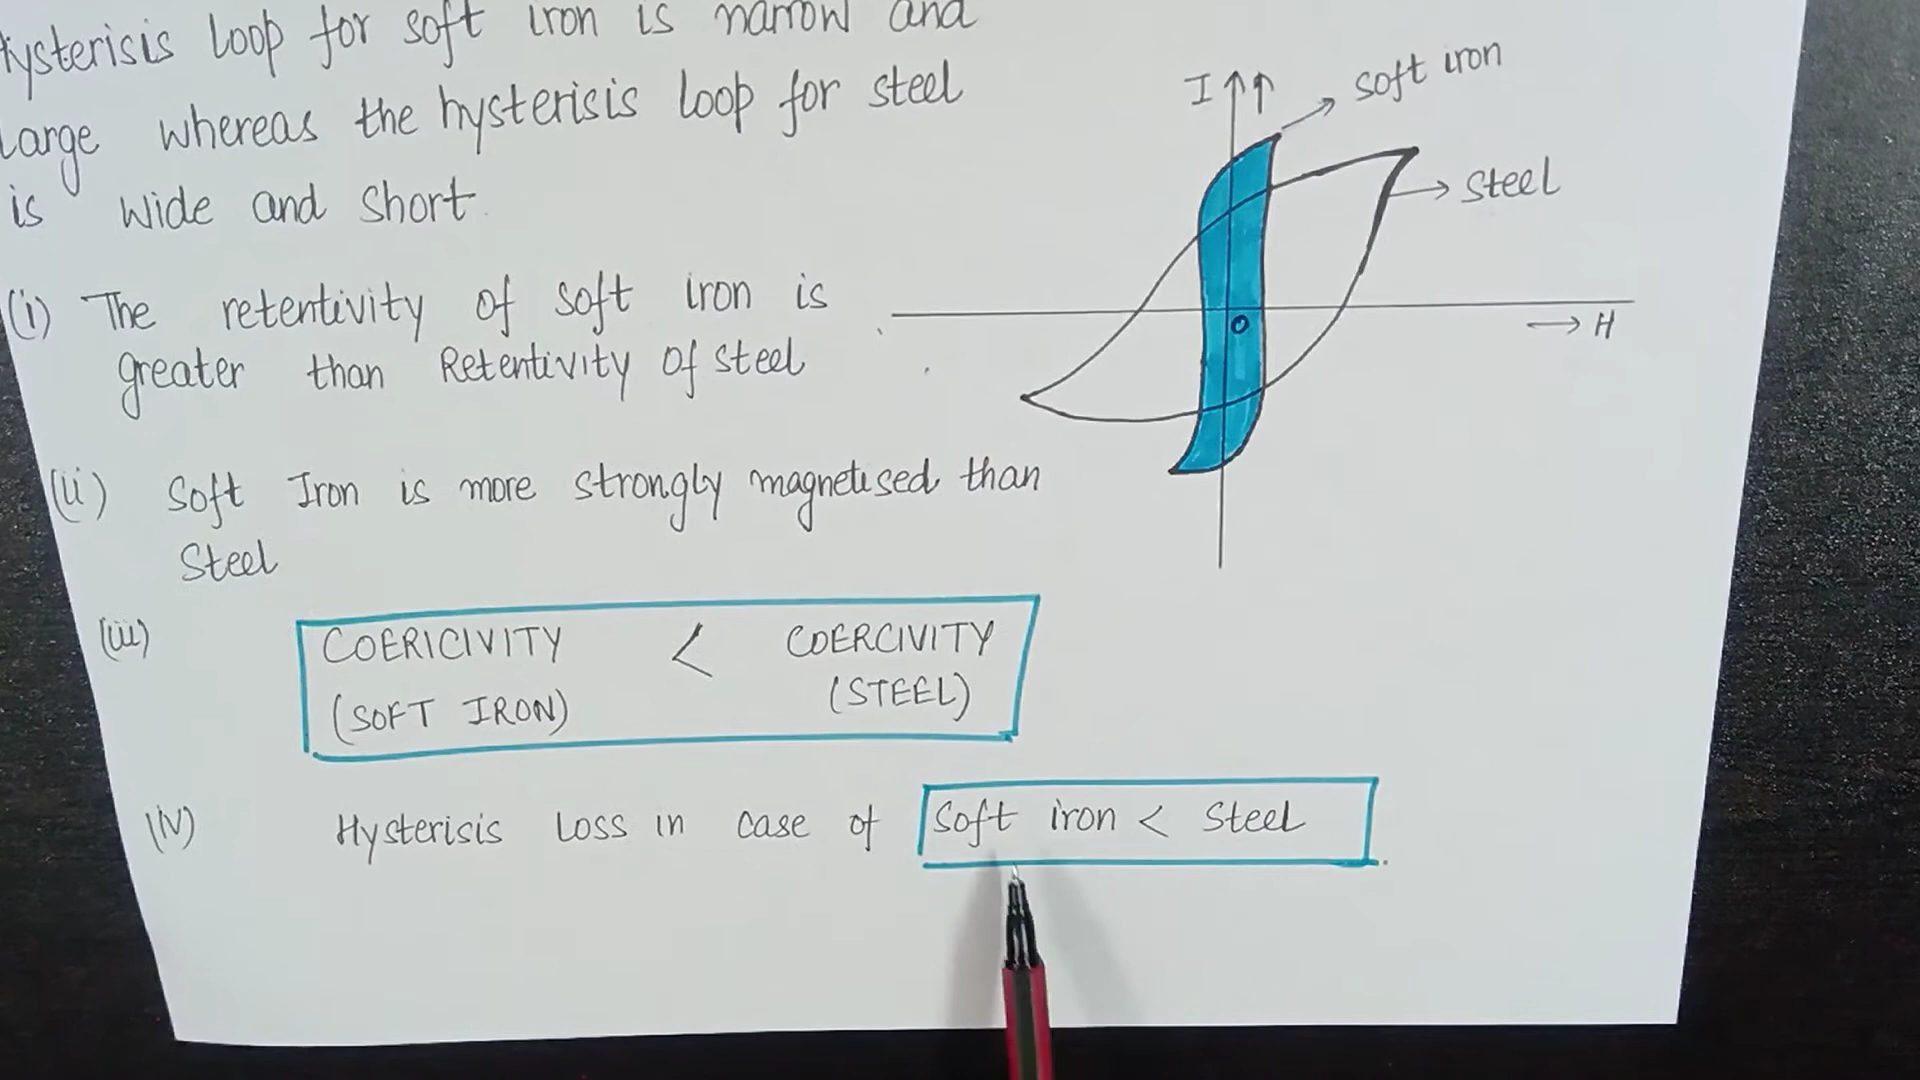 Hysterisis loop for soft iron is narrow and
large whereas the hysterisis loop for steel
is wide and short
(i) The retentivity of soft iron is
greater than Retentivity of steel
(ii) Soft Iron is more strongly magnetised than
Steel
(iii) COERICIVITY < COERCIVITY
(SOFT IRON) (STEEL)
(iv) Hysterisis Loss in case of Soft iron < Steel
I ↑↑
soft iron
steel
O
→ H